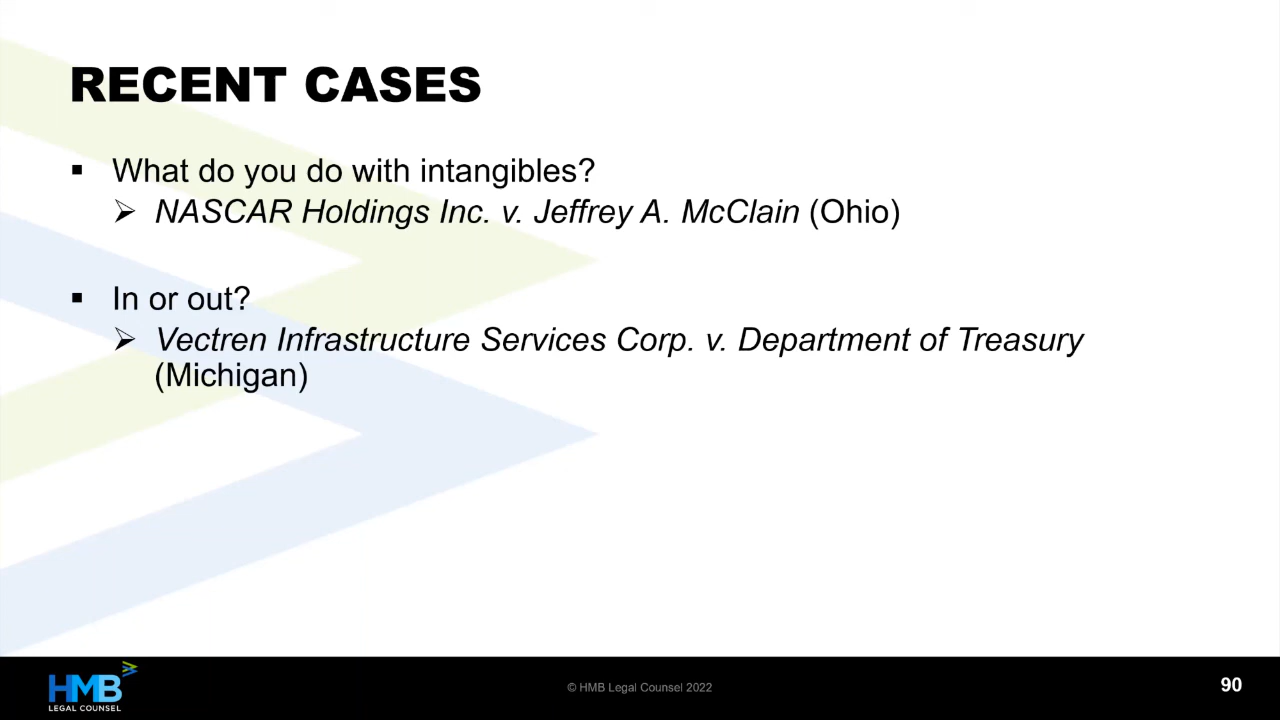 RECENT CASES
▪ What do you do with intangibles?
➢ NASCAR Holdings Inc. v. Jeffrey A. McClain (Ohio)
▪ In or out?
➢ Vectren Infrastructure Services Corp. v. Department of Treasury
(Michigan)
HMB
LEGAL COUNSEL
© HMB Legal Counsel 2022
90